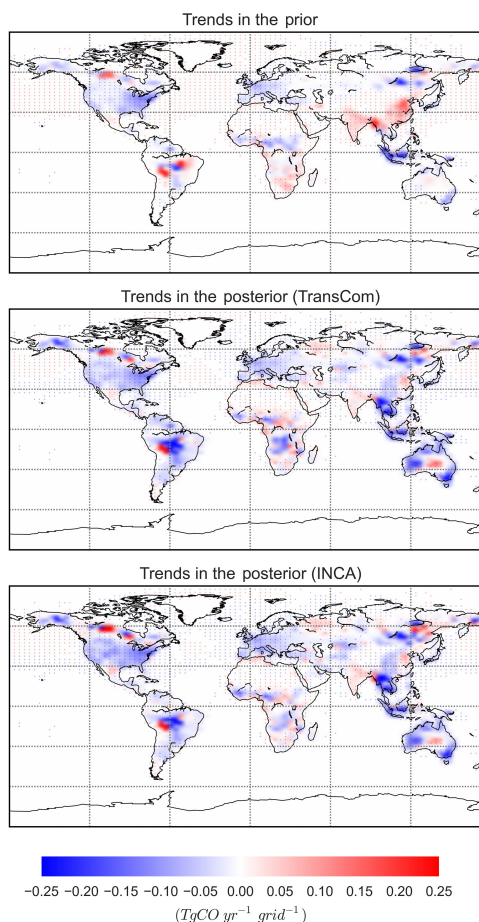 Trends in the prior
Trends in the posterior (TransCom)
Trends in the posterior (INCA)
−0.25 −0.20 −0.15 −0.10 −0.05 0.00 0.05 0.10 0.15 0.20 0.25
(TgCO yr⁻¹ grid⁻¹)